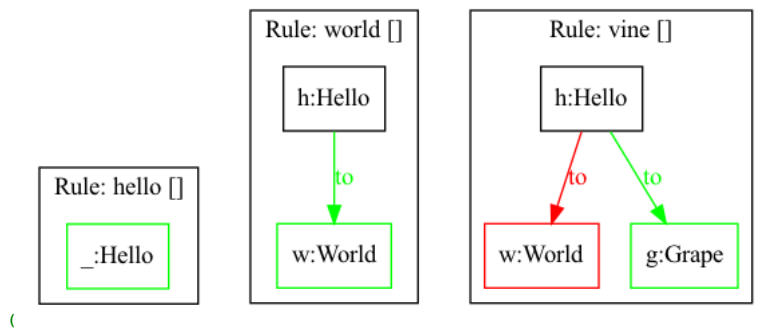 Rule: hello []
_:Hello
Rule: world []
h:Hello
to
w:World
Rule: vine []
h:Hello
to
to
w:World
g:Grape
(